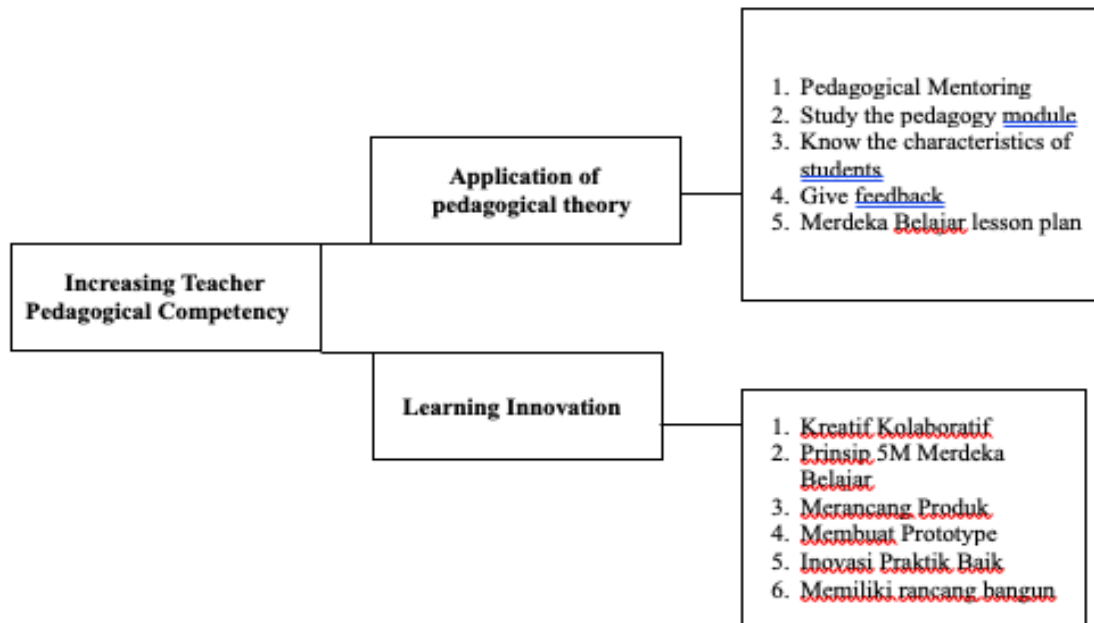 1. Pedagogical Mentoring
2. Study the pedagogy module
3. Know the characteristics of
students
4. Give feedback
5. Merdeka Belajar lesson plan
Application of
pedagogical theory
Increasing Teacher
Pedagogical Competency
Learning Innovation
1. Kreatif Kolaboratif
2. Prinsip 5M Merdeka
Belajar
3. Merancang Produk
4. Membuat Prototype
5. Inovasi Praktik Baik
6. Memiliki rancang bangun